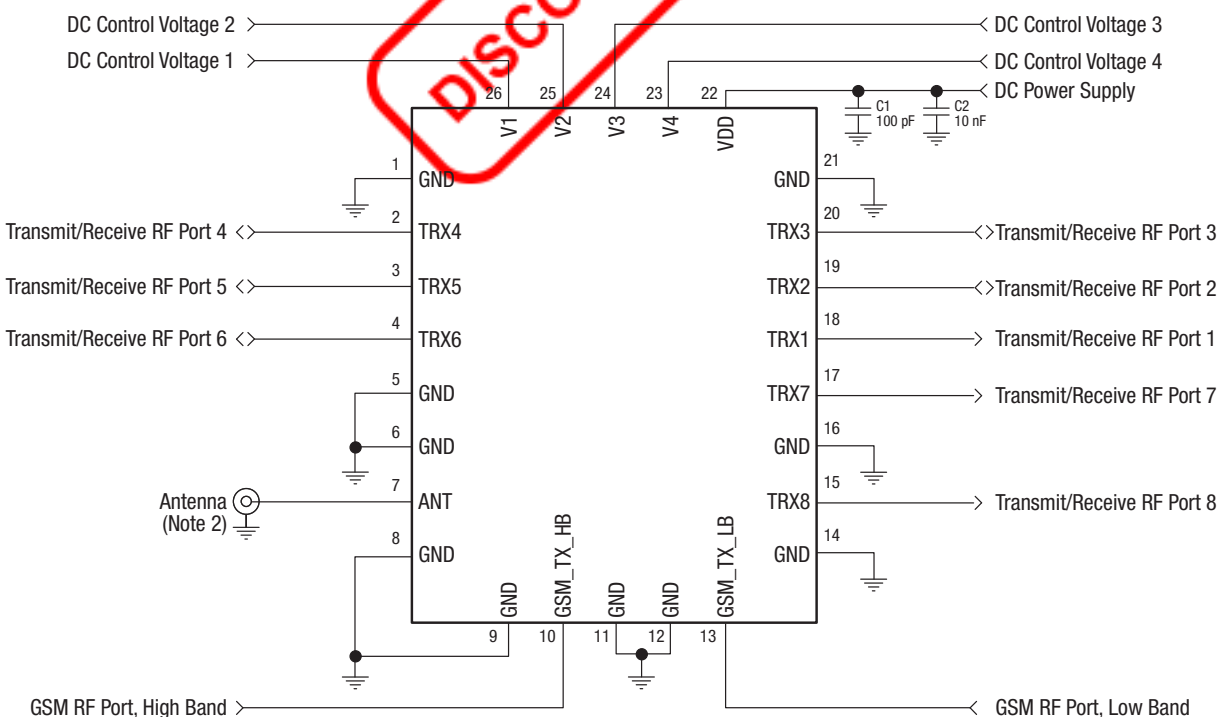 DC Control Voltage 2
DC Control Voltage 3
DC Control Voltage 1
DC Control Voltage 4
DC Power Supply
26
25
24
23
22
C1
100 pF
C2
10 nF
V1
V2
V3
V4
VDD
1
GND
21
GND
Transmit/Receive RF Port 4
2
TRX4
20
TRX3
Transmit/Receive RF Port 3
Transmit/Receive RF Port 5
3
TRX5
19
TRX2
Transmit/Receive RF Port 2
Transmit/Receive RF Port 6
4
TRX6
18
TRX1
Transmit/Receive RF Port 1
5
GND
17
TRX7
Transmit/Receive RF Port 7
6
GND
16
GND
Antenna
(Note 2)
7
ANT
15
TRX8
Transmit/Receive RF Port 8
8
GND
14
GND
GND
GSM_TX_HB
GND
GND
GSM_TX_LB
9
10
11
12
13
GSM RF Port, High Band
GSM RF Port, Low Band